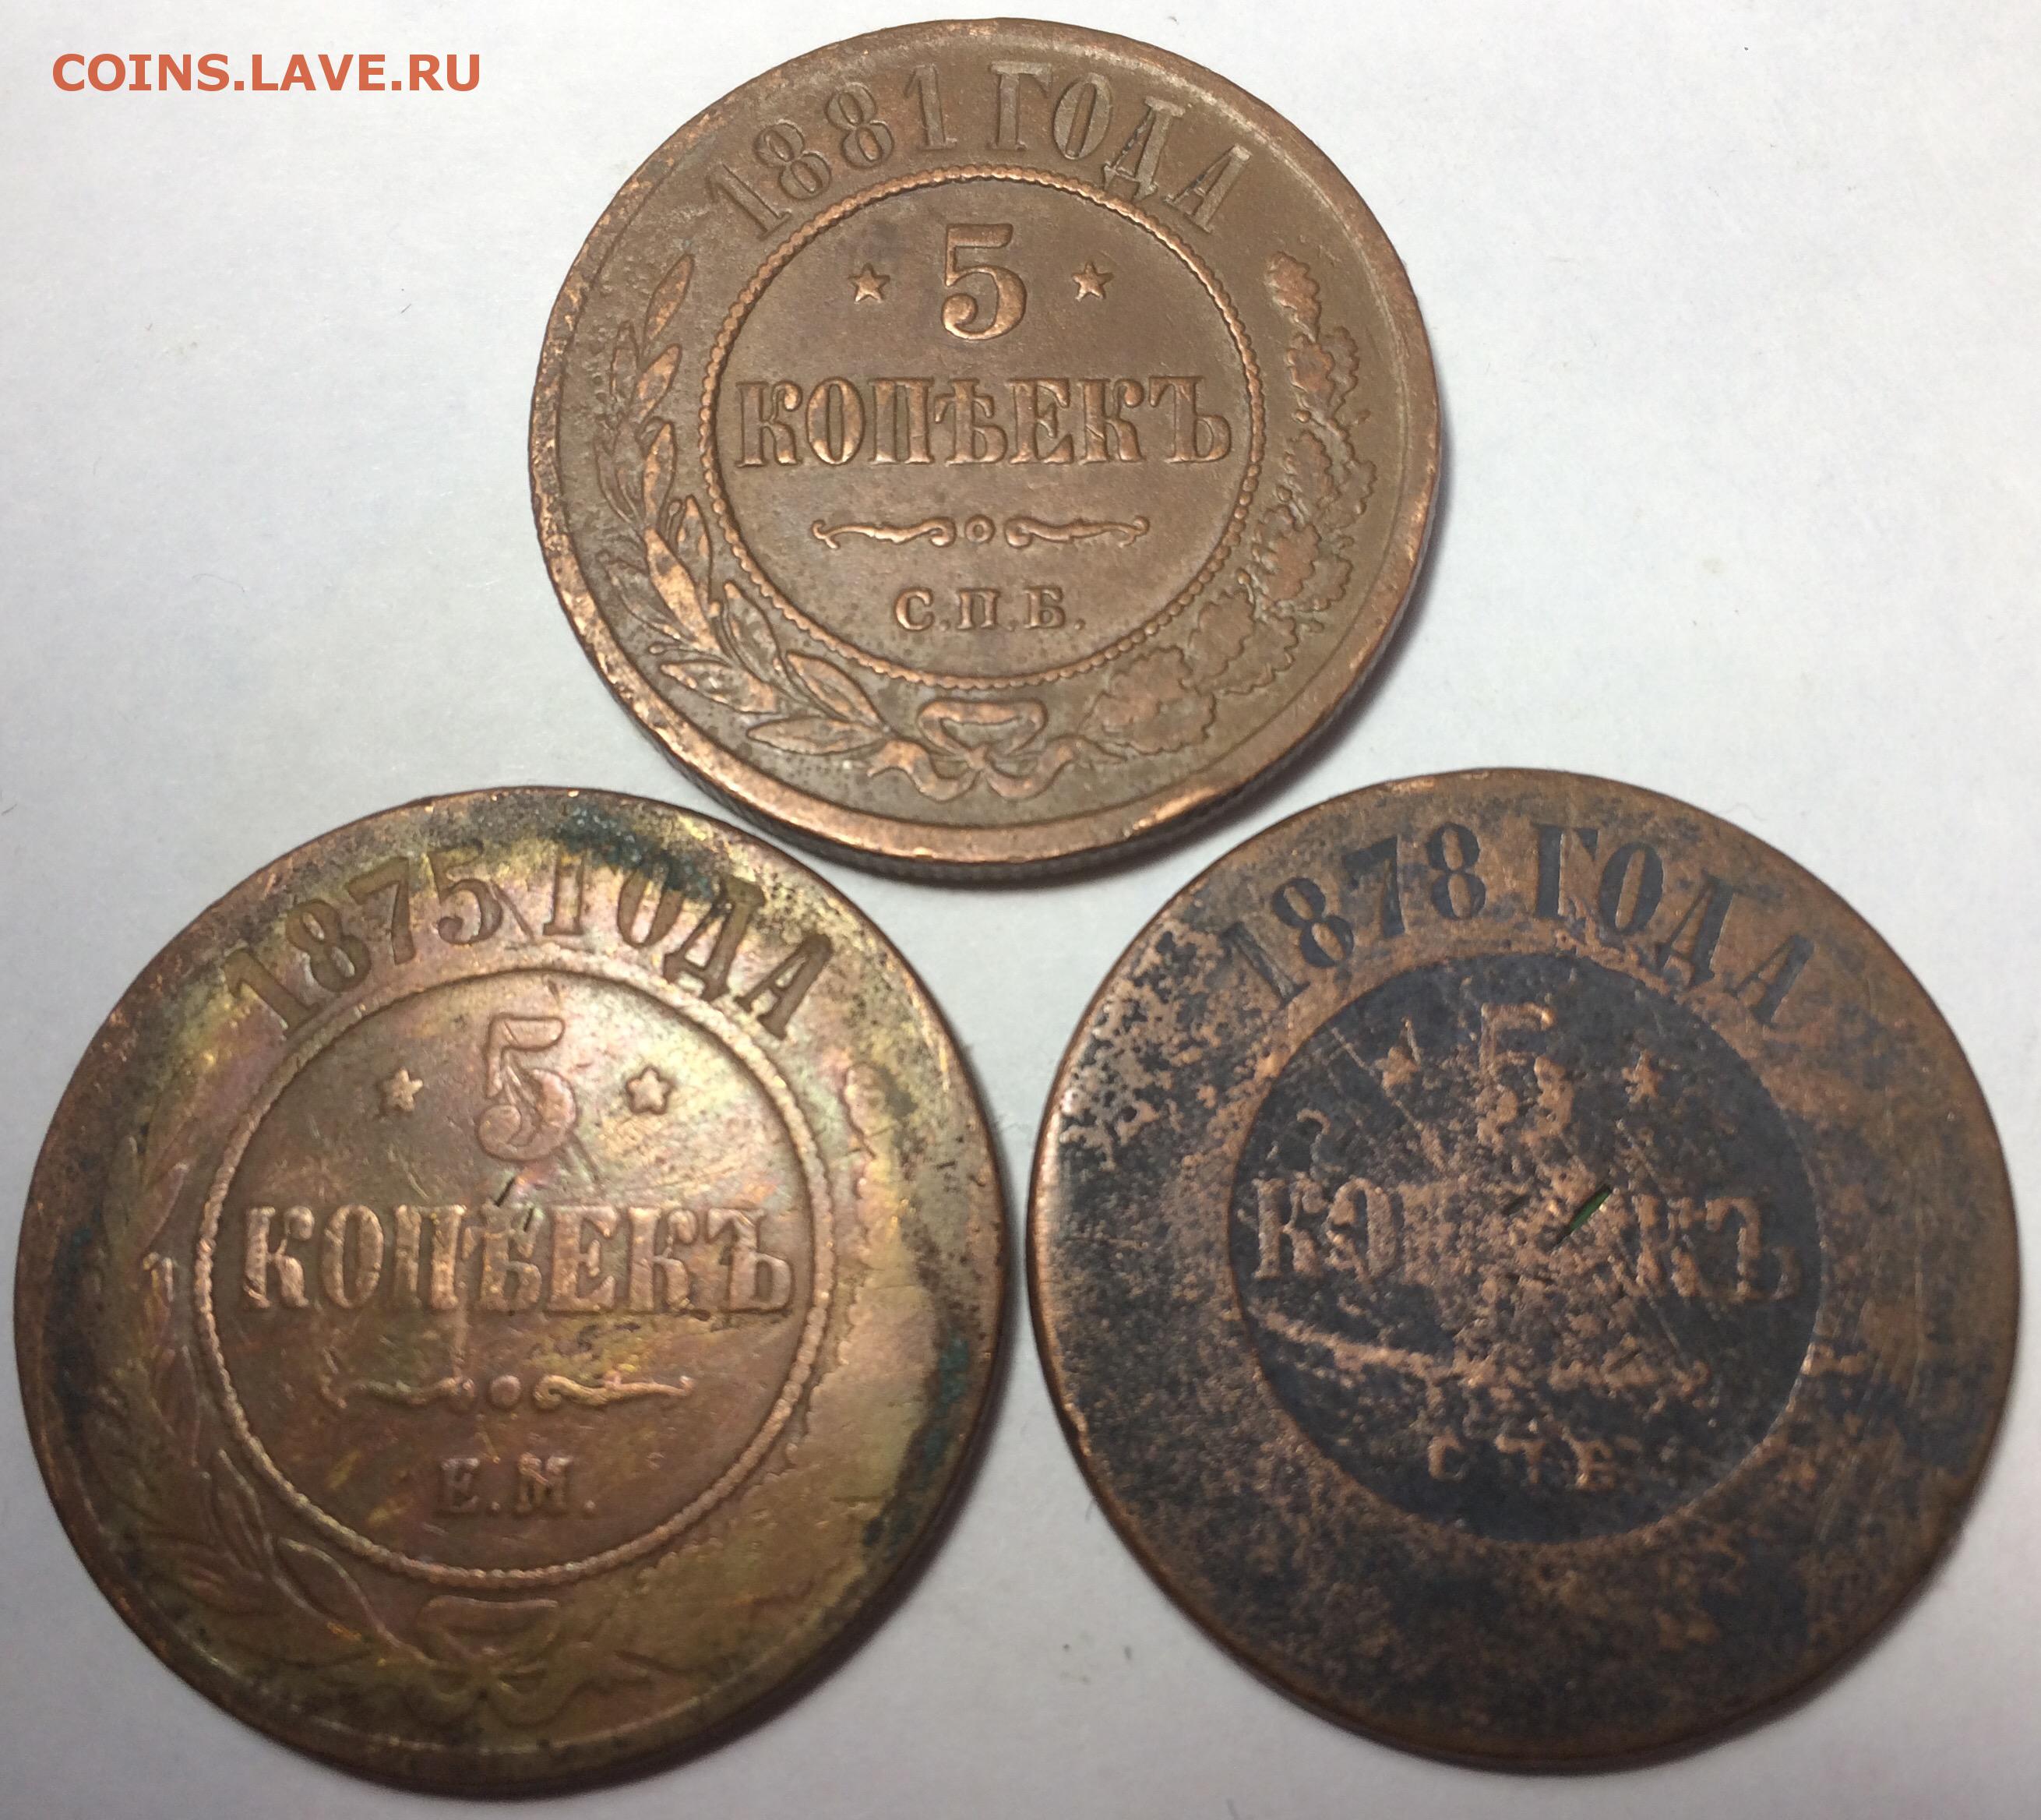 COINS.LAVE.RU
1881 ГОДА
5
КОПѢЕКЪ
С.П.Б.
1875 ГОДА
5
КОПѢЕКЪ
Е.М.
1878 ГОДА
5